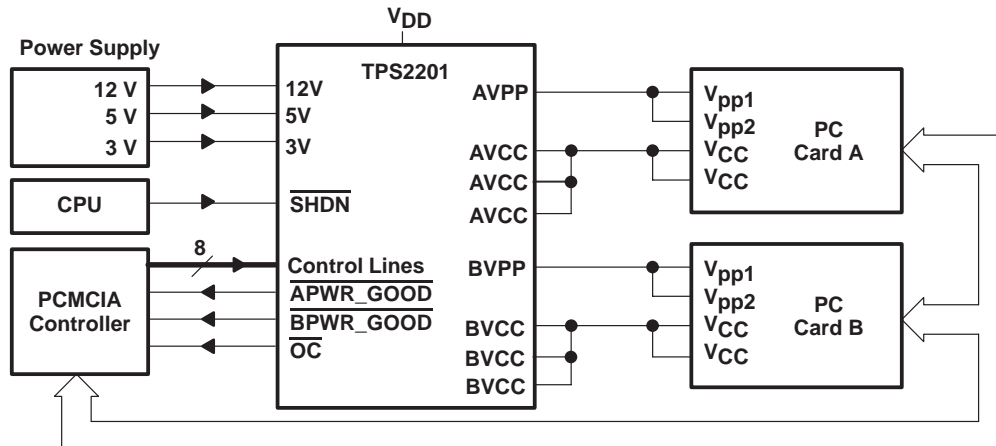 VDD
Power Supply
12 V
5 V
3 V
CPU
PCMCIA
Controller
8
TPS2201
12V
5V
3V
SHDN
Control Lines
APWR_GOOD
BPWR_GOOD
OC
AVPP
AVCC
AVCC
AVCC
BVPP
BVCC
BVCC
BVCC
Vpp1
Vpp2
VCC
VCC
PC
Card A
Vpp1
Vpp2
VCC
VCC
PC
Card B